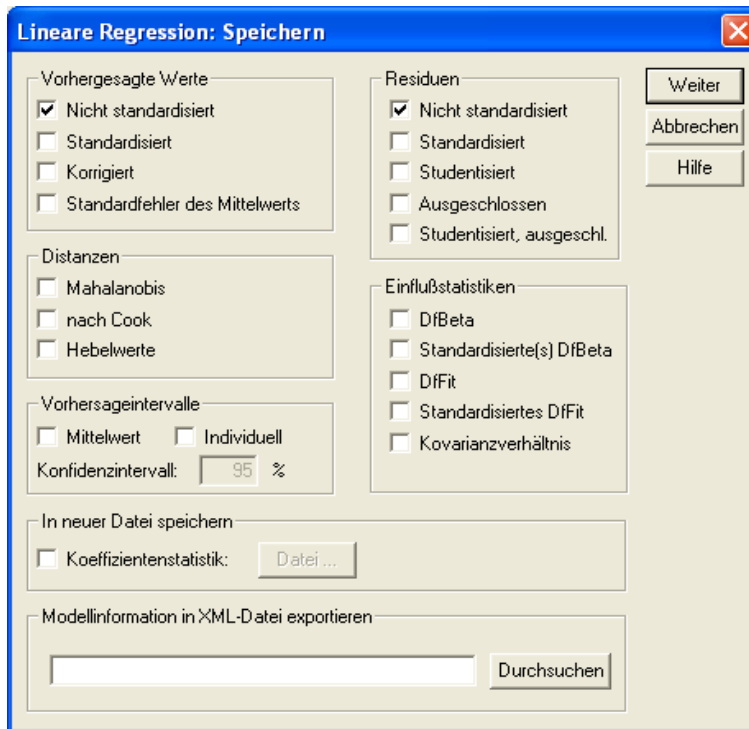 Lineare Regression: Speichern
Vorhergesagte Werte
Nicht standardisiert
Standardisiert
Korrigiert
Standardfehler des Mittelwerts
Residuen
Nicht standardisiert
Standardisiert
Studentisiert
Ausgeschlossen
Studentisiert, ausgeschl.
Weiter
Abbrechen
Hilfe
Distanzen
Mahalanobis
nach Cook
Hebelwerte
Einflußstatistiken
DfBeta
Standardisierte(s) DfBeta
DfFit
Standardisiertes DfFit
Kovarianzverhältnis
Vorhersageintervalle
Mittelwert Individuell
Konfidenzintervall: 95 %
In neuer Datei speichern
Koeffizientenstatistik: Datei ...
Modellinformation in XML-Datei exportieren
Durchsuchen